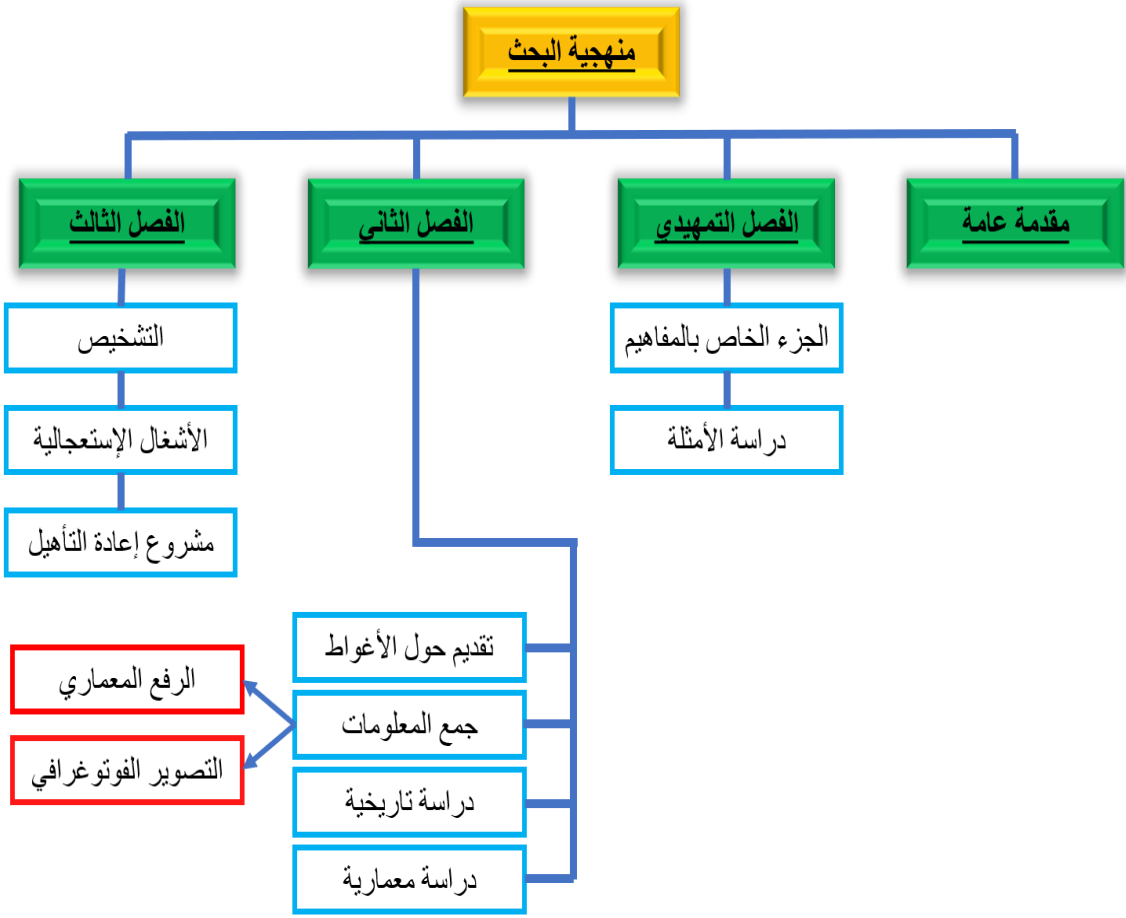 منهجية البحث
مقدمة عامة
الفصل التمهيدي
الفصل الثاني
الفصل الثالث
الجزء الخاص بالمفاهيم
دراسة الأمثلة
تقديم حول الأغواط
جمع المعلومات
الرفع المعماري
التصوير الفوتوغرافي
دراسة تاريخية
دراسة معمارية
التشخيص
الأشغال الإستعجالية
مشروع إعادة التأهيل